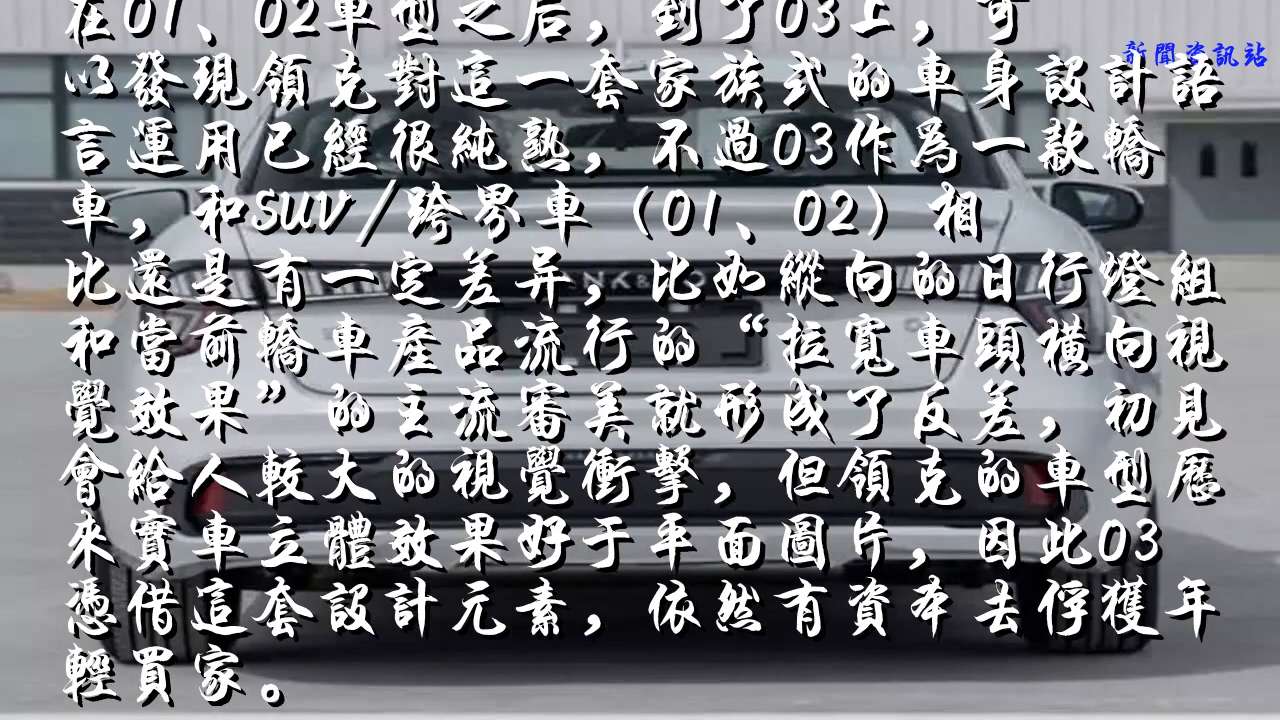 在01、02車型之后，到了03上，可
新聞資訊站
以發現領克對這一套家族式的車身設計語
言運用已經很純熟，不過03作爲一款轎
車，和SUV/跨界車（01、02）相
比還是有一定差异，比如縱向的日行燈組
和當前轎車産品流行的“拉寬車頭橫向視
覺效果”的主流審美就形成了反差，初見
會給人較大的視覺衝擊，但領克的車型歷
來實車立體效果好于平面圖片，因此03
憑借這套設計元素，依然有資本去俘獲年
輕買家。